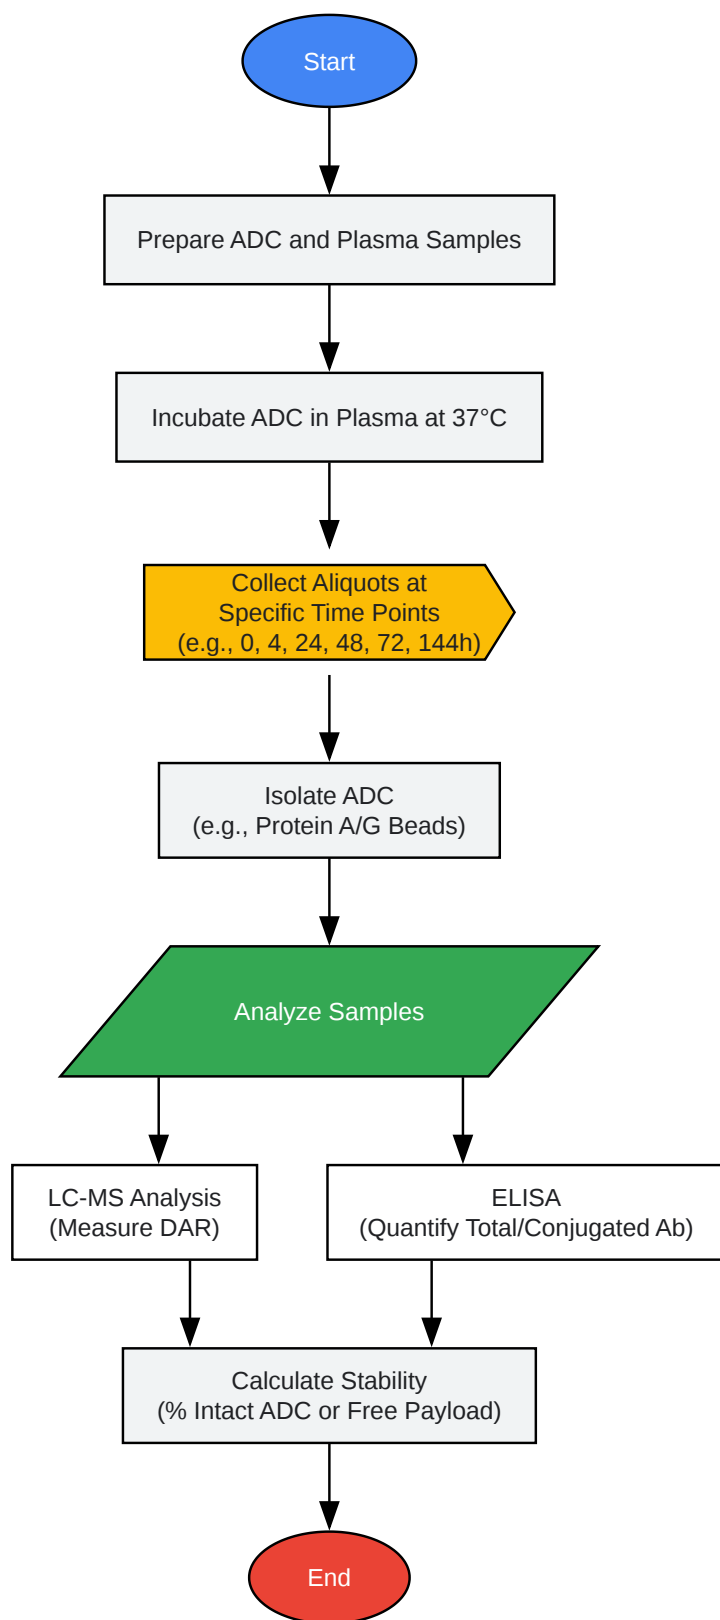 Start
Prepare ADC and Plasma Samples
Incubate ADC in Plasma at 37°C
Collect Aliquots at
Specific Time Points
(e.g., 0, 4, 24, 48, 72, 144h)
Isolate ADC
(e.g., Protein A/G Beads)
Analyze Samples
LC-MS Analysis
(Measure DAR)
ELISA
(Quantify Total/Conjugated Ab)
Calculate Stability
(% Intact ADC or Free Payload)
End